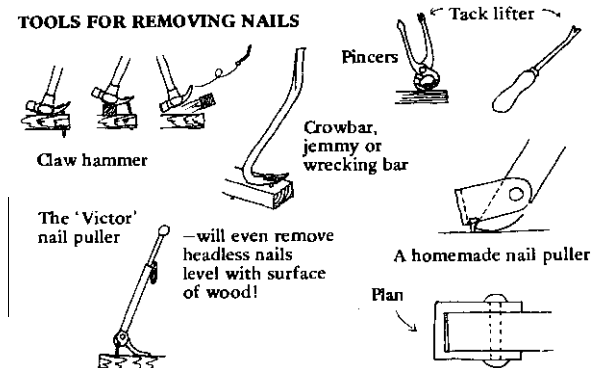 TOOLS FOR REMOVING NAILS
Tack lifter
Pincers
Claw hammer
Crowbar,
jemmy or
wrecking bar
The ‘Victor’
nail puller
—will even remove
headless nails
level with surface
of wood!
A homemade nail puller
Plan